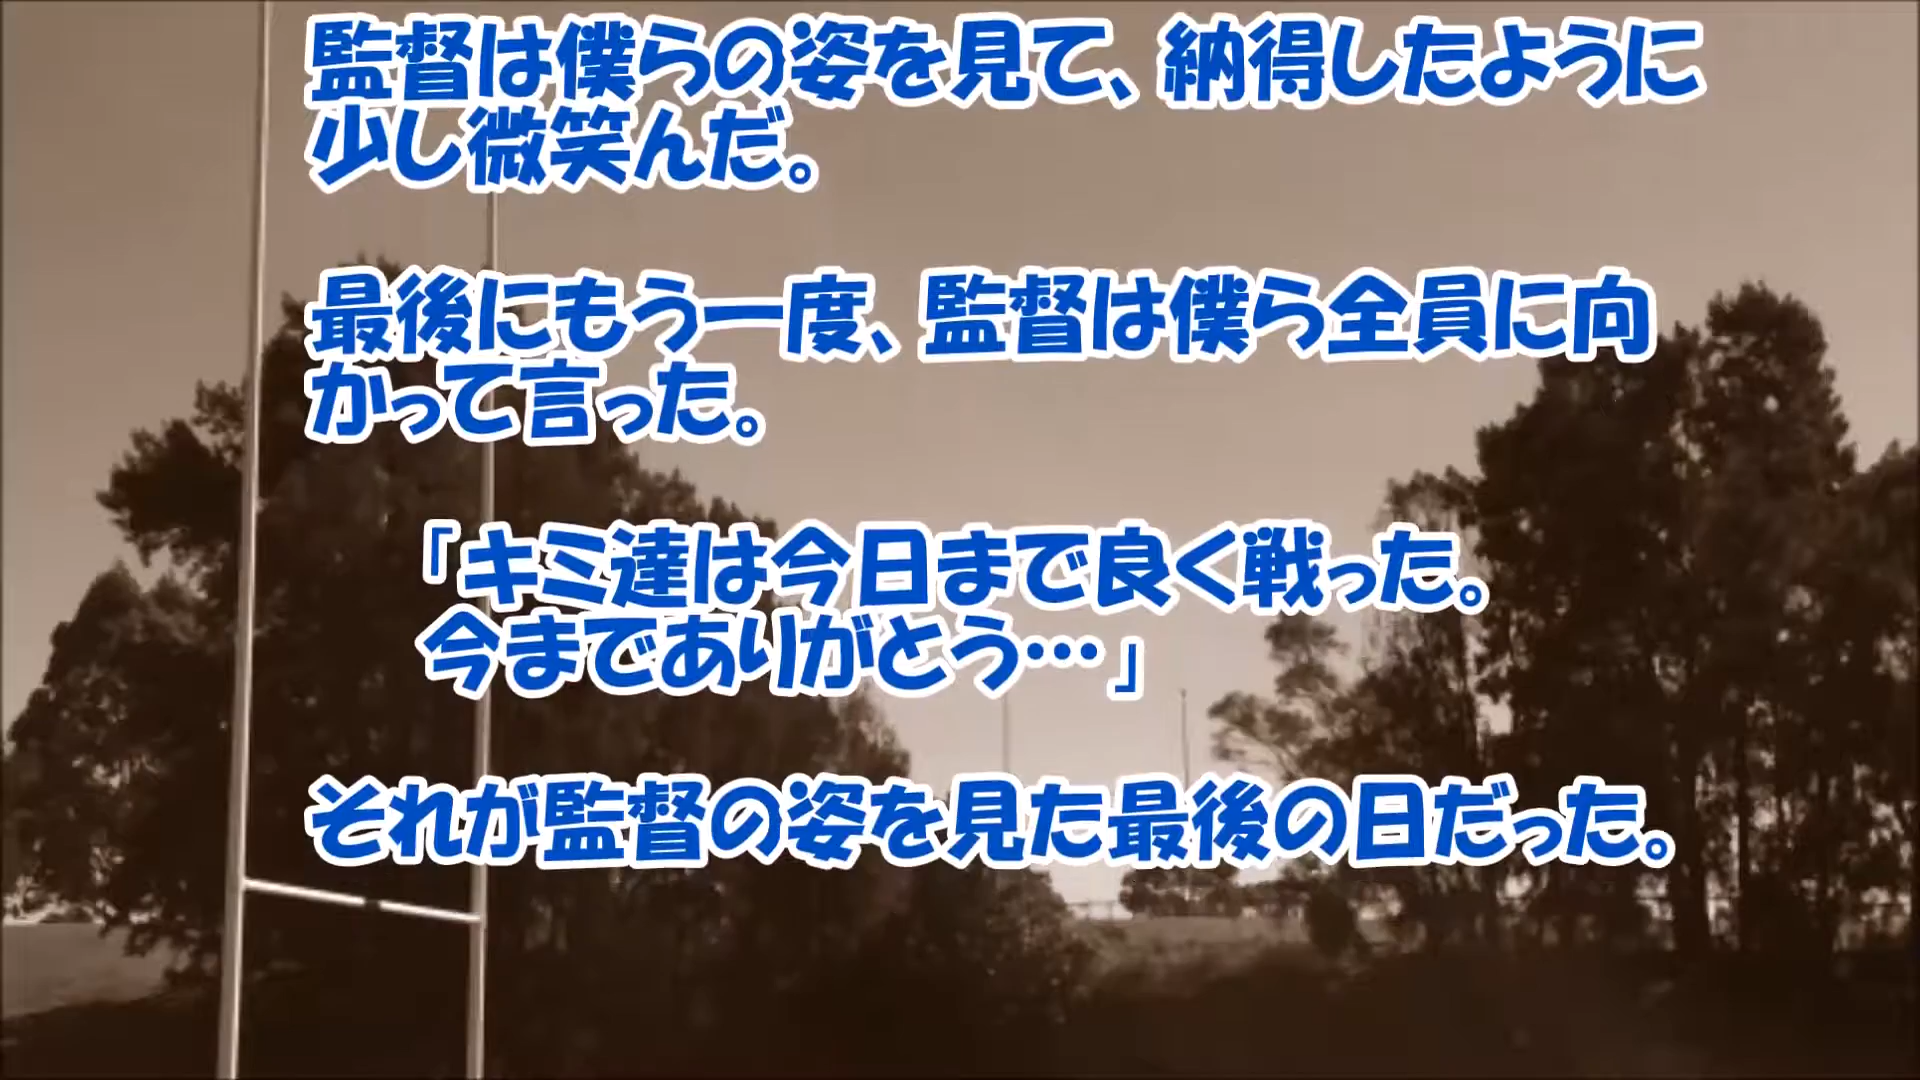 監督は僕らの姿を見て、納得したように
少し微笑んだ。
最後にもう一度、監督は僕ら全員に向
かって言った。
「キミ達は今日まで良く戦った。
今までありがとう…」
それが監督の姿を見た最後の日だった。